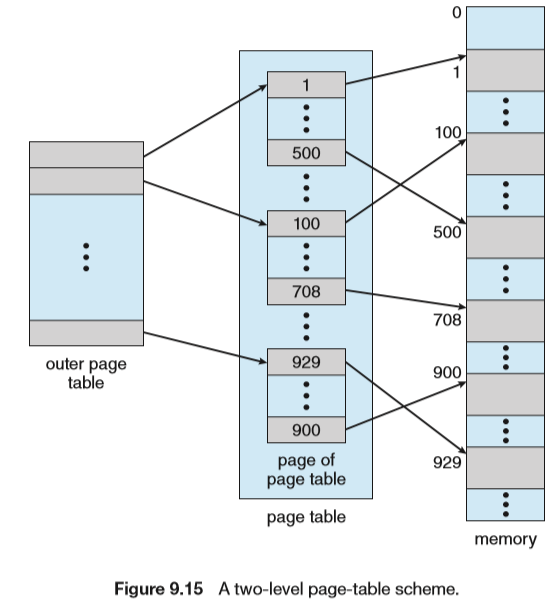 0
1
1
500
100
100
500
708
708
929
900
900
929
outer page
table
page of
page table
page table
memory
Figure 9.15 A two-level page-table scheme.